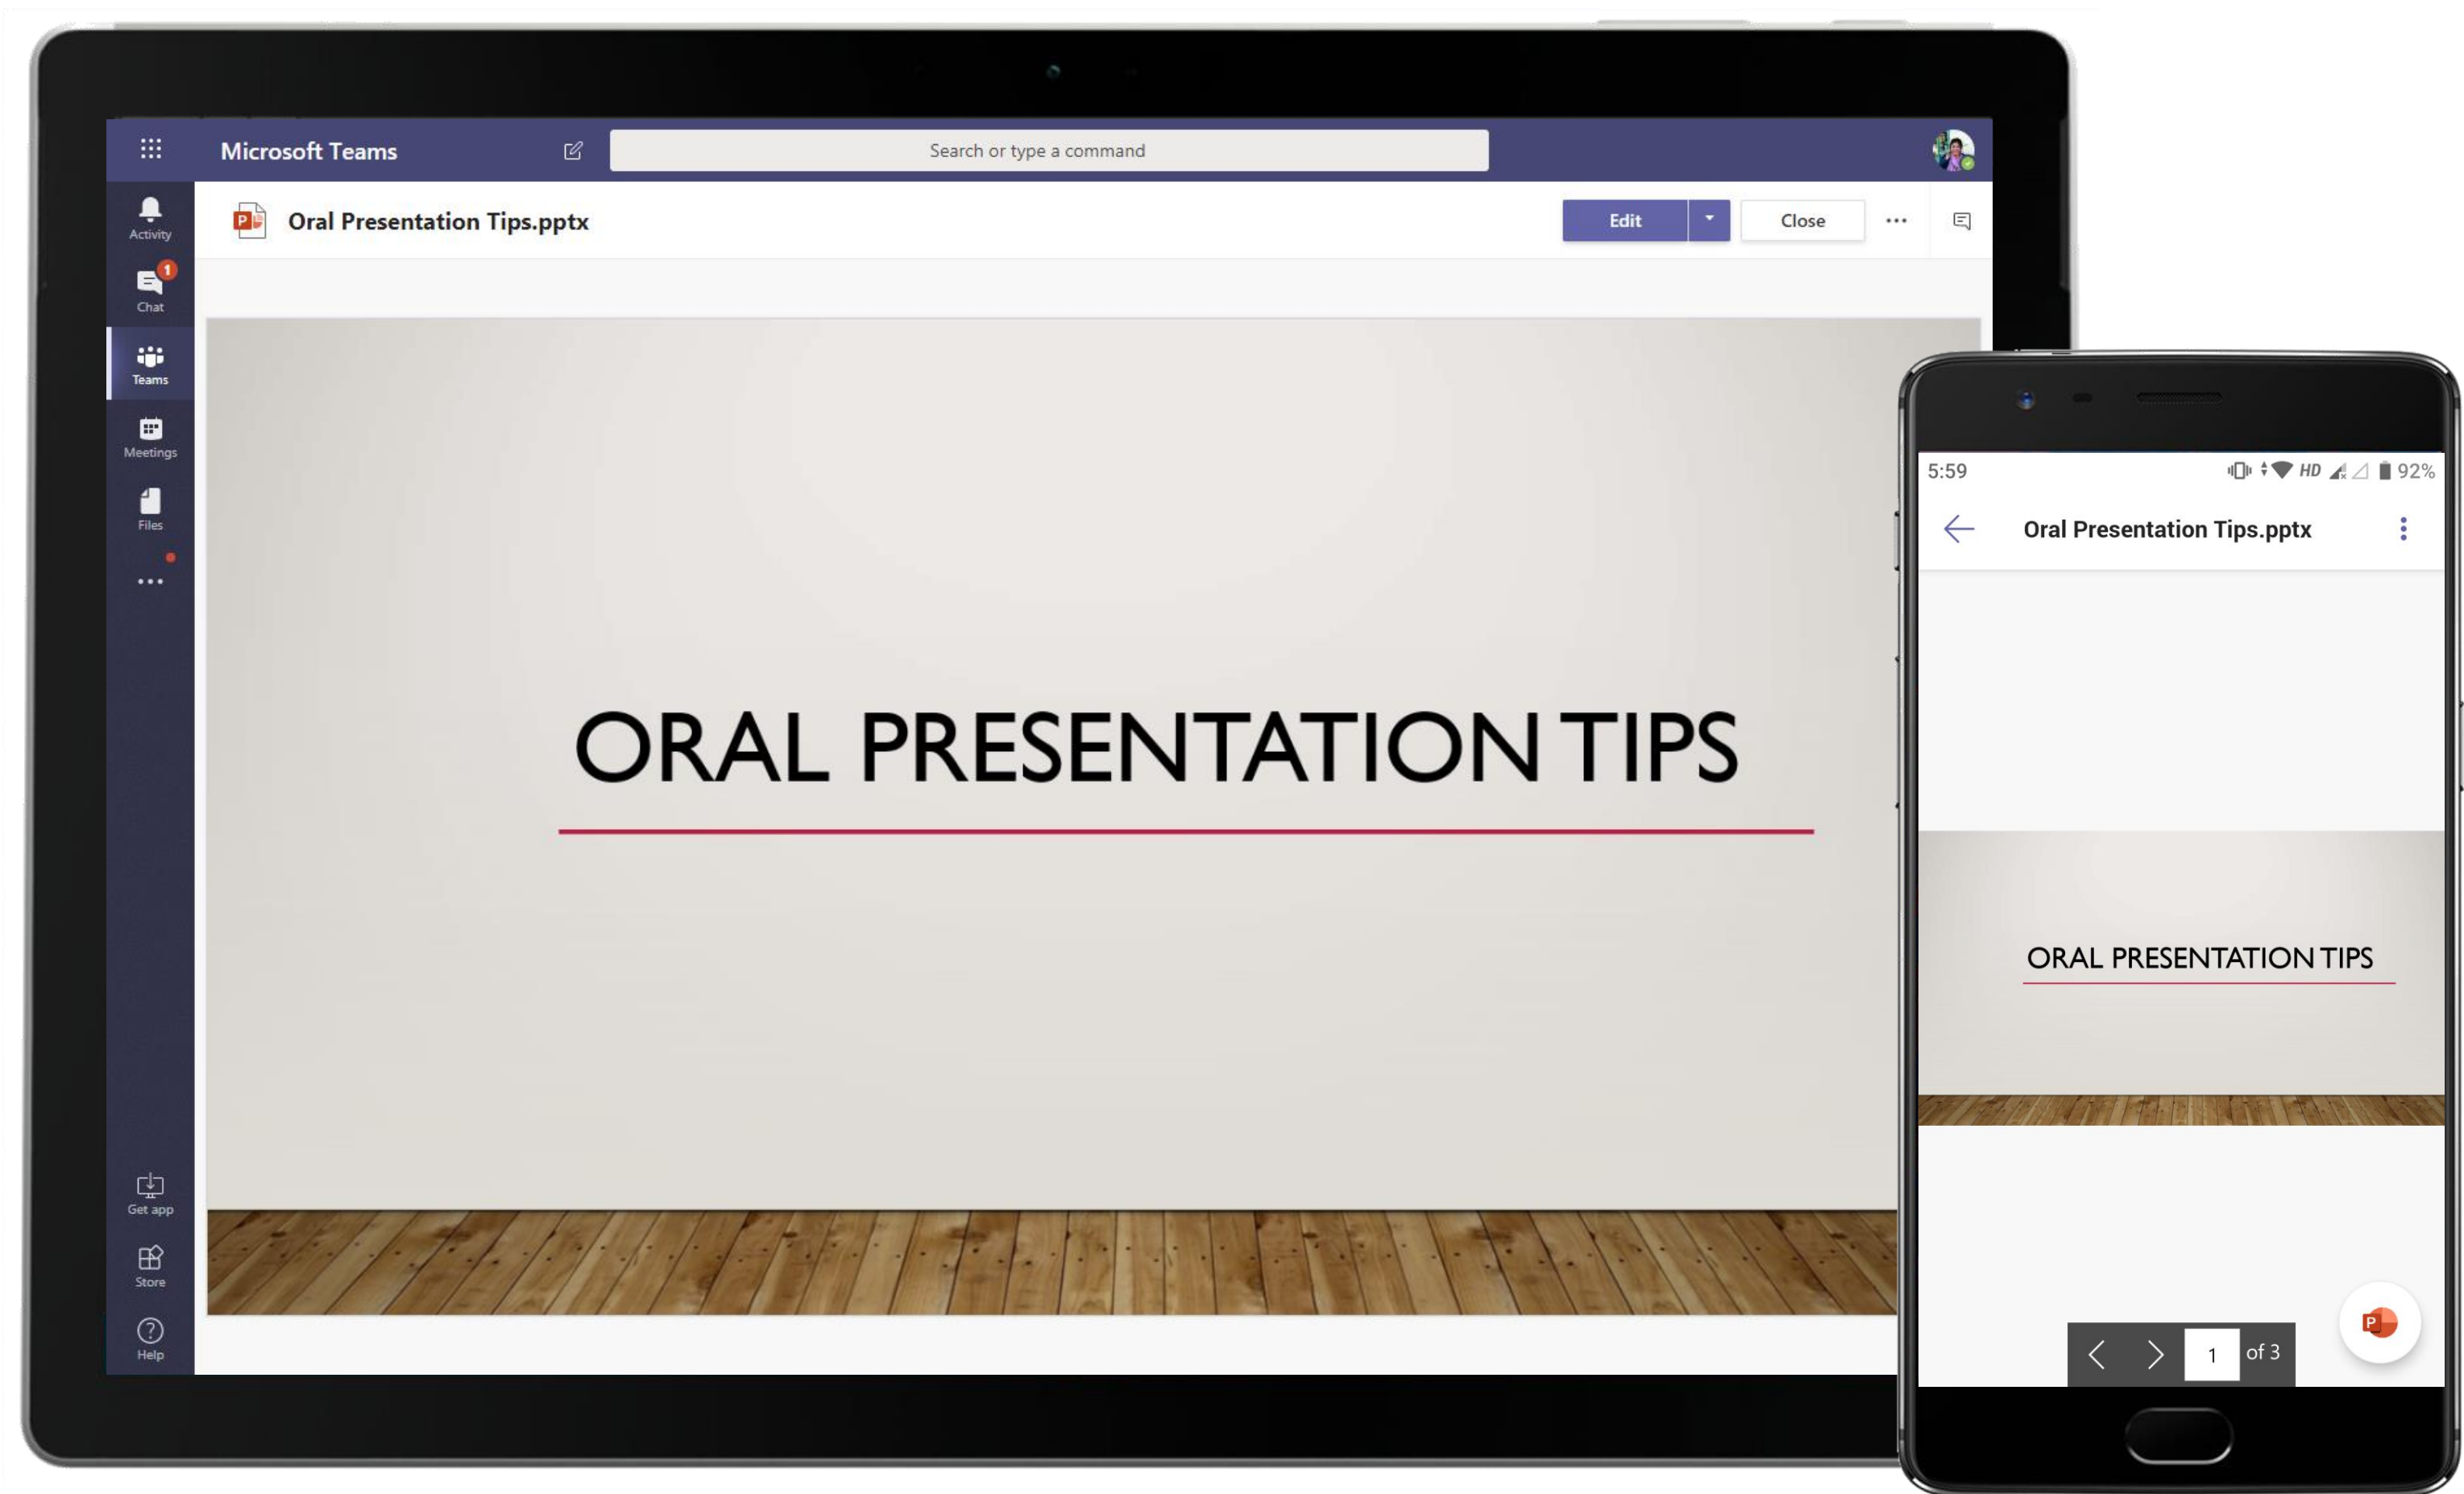 Microsoft Teams
Search or type a command
Activity
1
Chat
Teams
Meetings
Files
Get app
Store
Help
P
Oral Presentation Tips.pptx
Edit
Close
ORAL PRESENTATION TIPS
5:59
HD
92%
Oral Presentation Tips.pptx
ORAL PRESENTATION TIPS
P
1 of 3